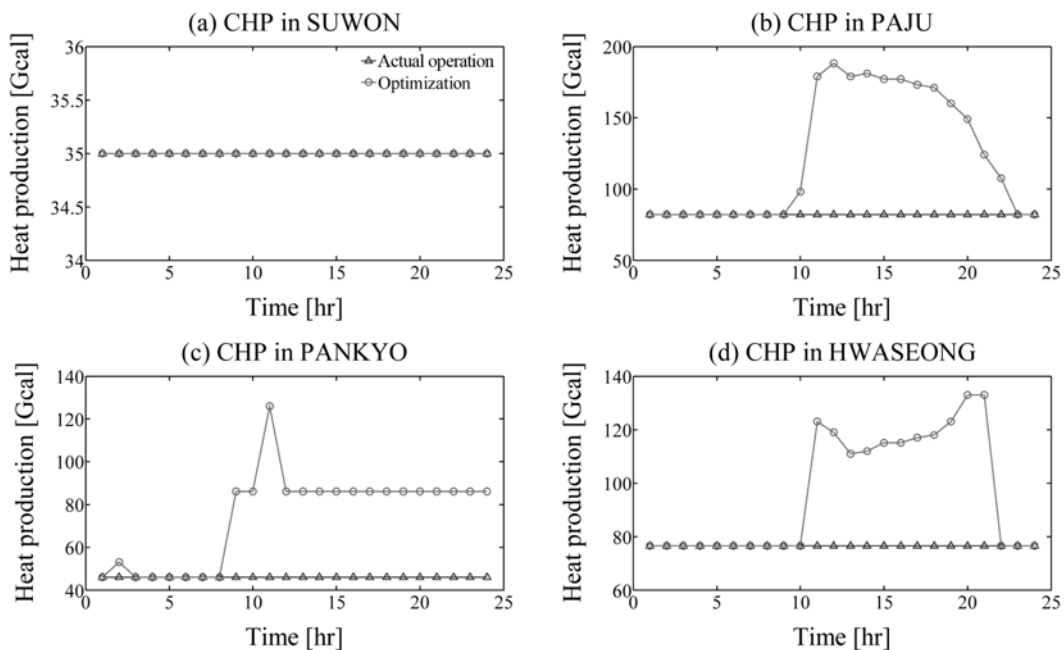 (a) CHP in SUWON
Heat production [Gcal]
36
35.5
35
34.5
34
0 5 10 15 20 25
Time [hr]
Actual operation
Optimization
(b) CHP in PAJU
Heat production [Gcal]
200
150
100
50
0 5 10 15 20 25
Time [hr]
(c) CHP in PANKYO
Heat production [Gcal]
140
120
100
80
60
40
0 5 10 15 20 25
Time [hr]
(d) CHP in HWASEONG
Heat production [Gcal]
140
120
100
80
60
0 5 10 15 20 25
Time [hr]